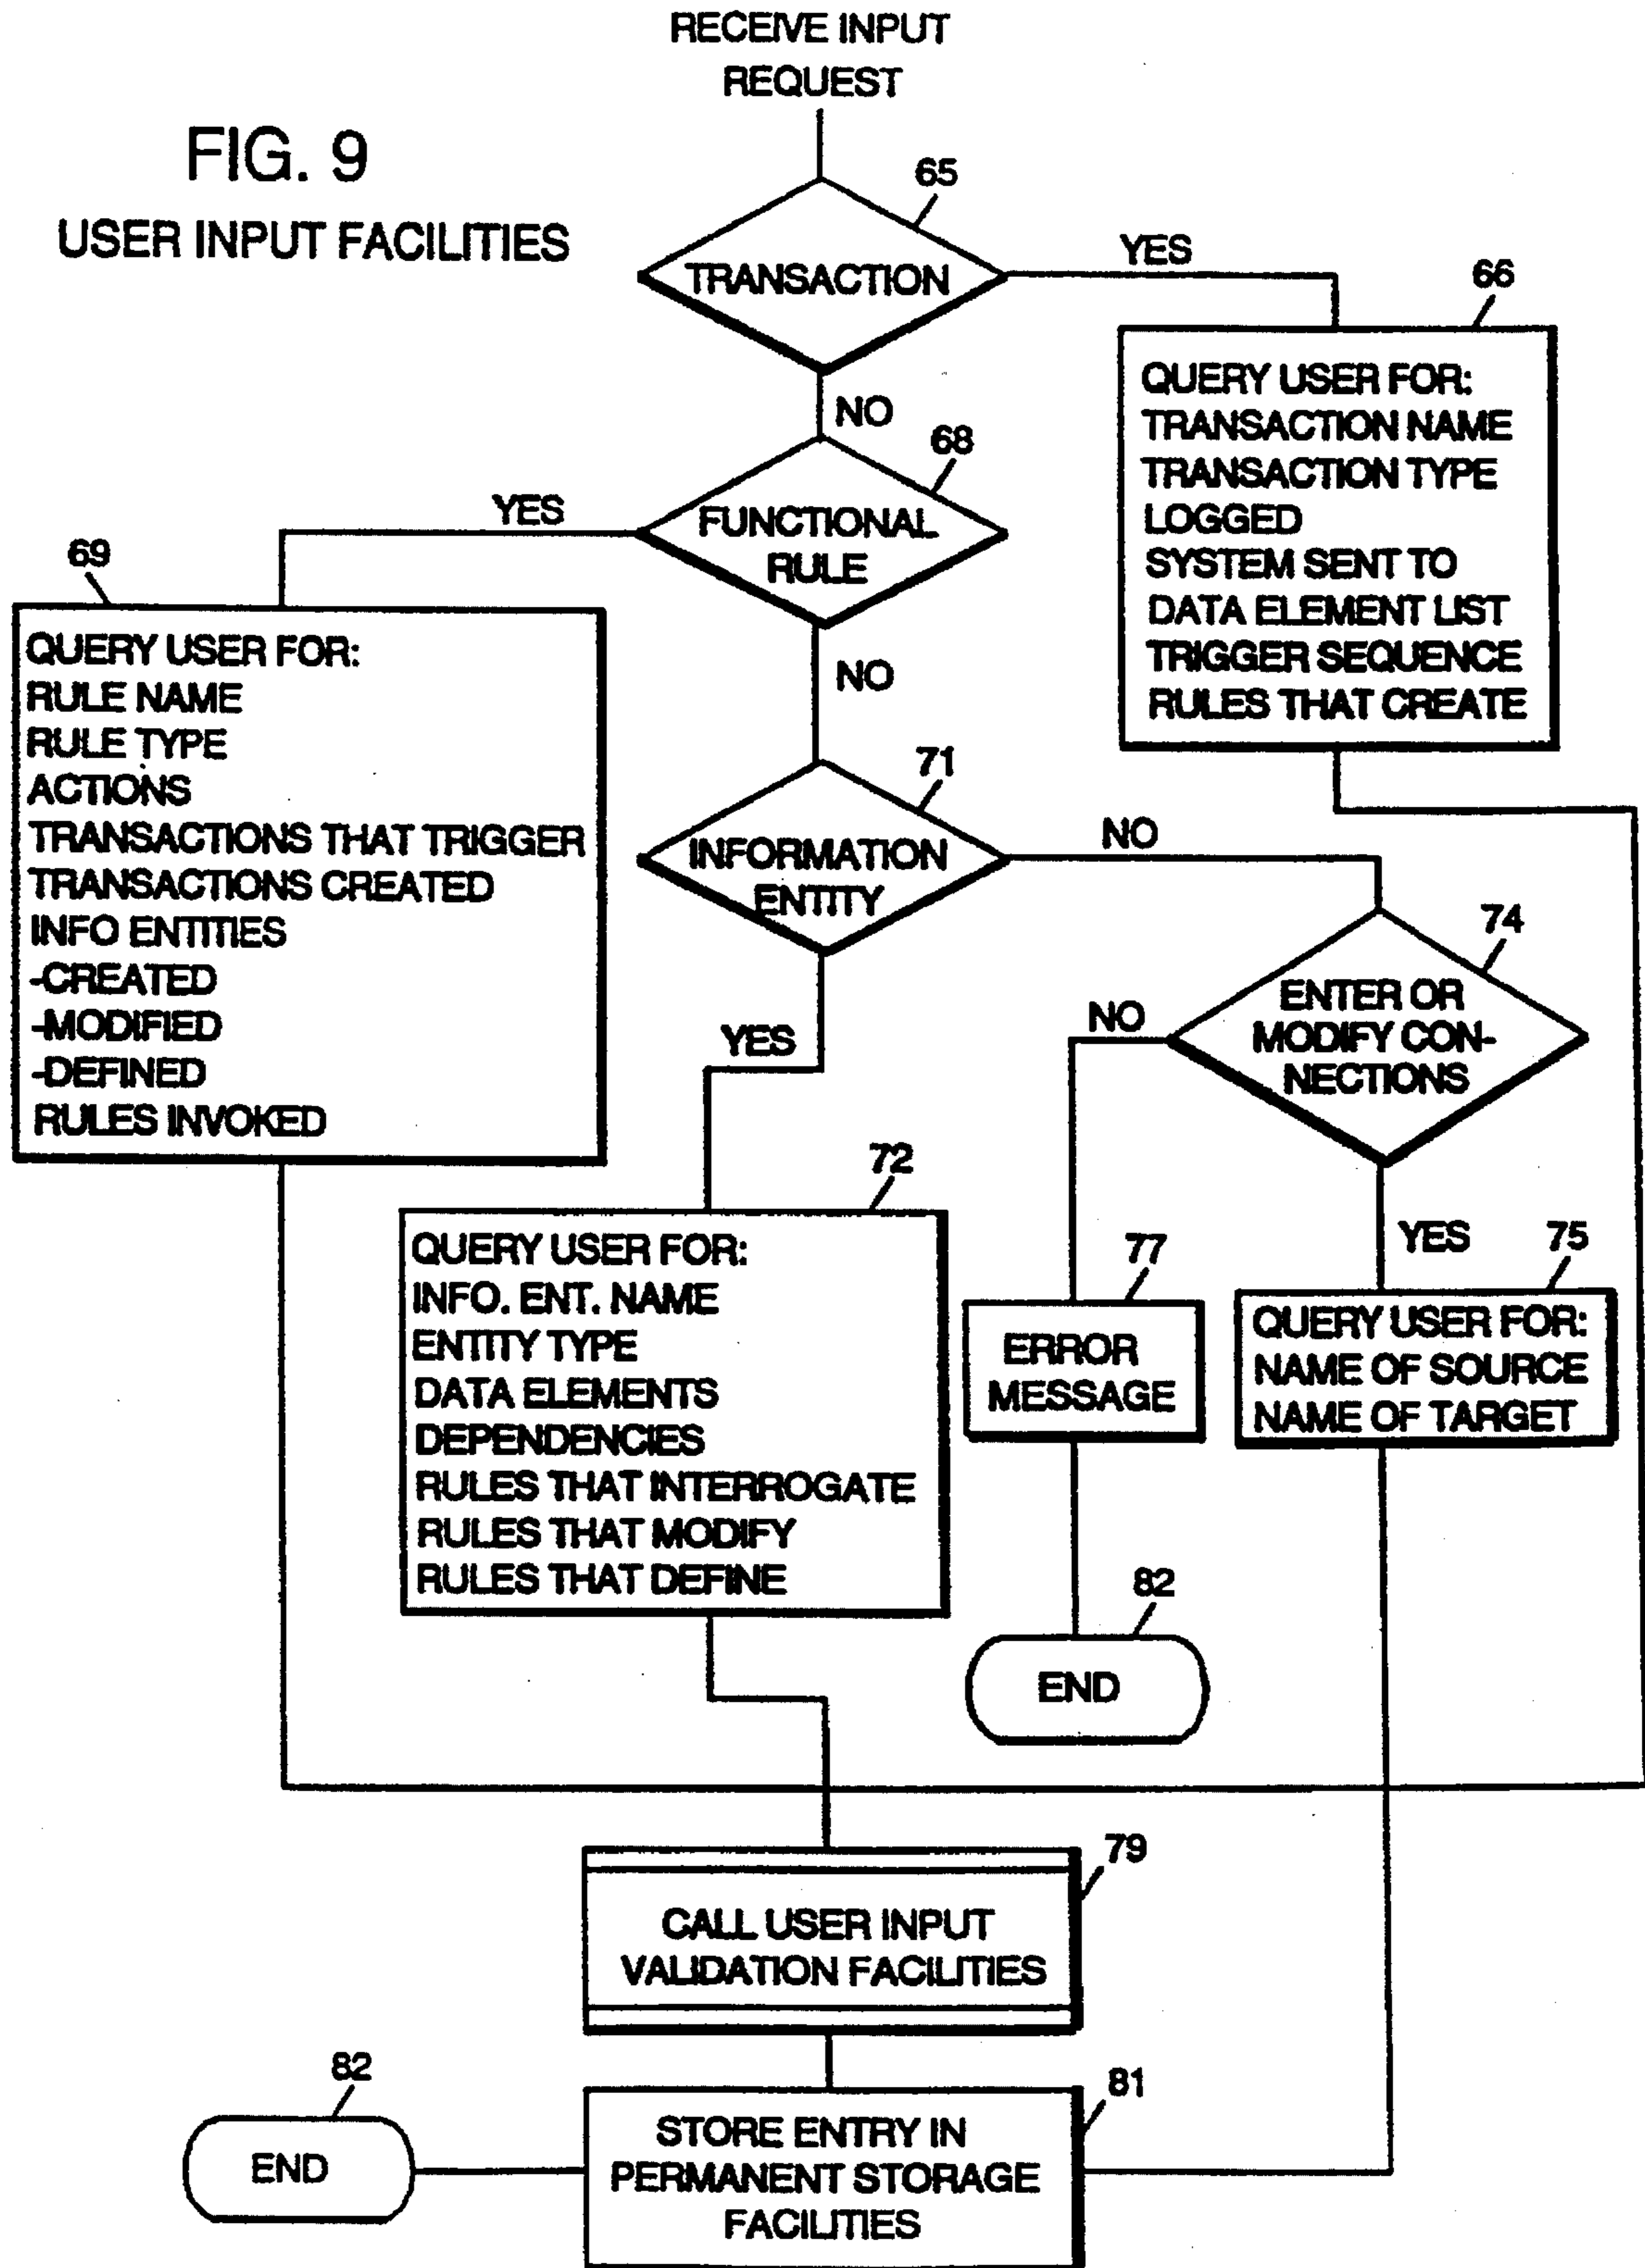 RECEIVE INPUT
REQUEST
FIG. 9
USER INPUT FACILITIES
65
TRANSACTION
YES
66
QUERY USER FOR:
TRANSACTION NAME
TRANSACTION TYPE
LOGGED
SYSTEM SENT TO
DATA ELEMENT LIST
TRIGGER SEQUENCE
RULES THAT CREATE
NO
68
FUNCTIONAL
RULE
YES
69
QUERY USER FOR:
RULE NAME
RULE TYPE
ACTIONS
TRANSACTIONS THAT TRIGGER
TRANSACTIONS CREATED
INFO ENTITIES
-CREATED
-MODIFIED
-DEFINED
RULES INVOKED
NO
71
INFORMATION
ENTITY
NO
74
ENTER OR
MODIFY CON-
NECTIONS
YES
72
QUERY USER FOR:
INFO. ENT. NAME
ENTITY TYPE
DATA ELEMENTS
DEPENDENCIES
RULES THAT INTERROGATE
RULES THAT MODIFY
RULES THAT DEFINE
NO
77
ERROR
MESSAGE
82
END
YES
75
QUERY USER FOR:
NAME OF SOURCE
NAME OF TARGET
79
CALL USER INPUT
VALIDATION FACILITIES
81
STORE ENTRY IN
PERMANENT STORAGE
FACILITIES
82
END